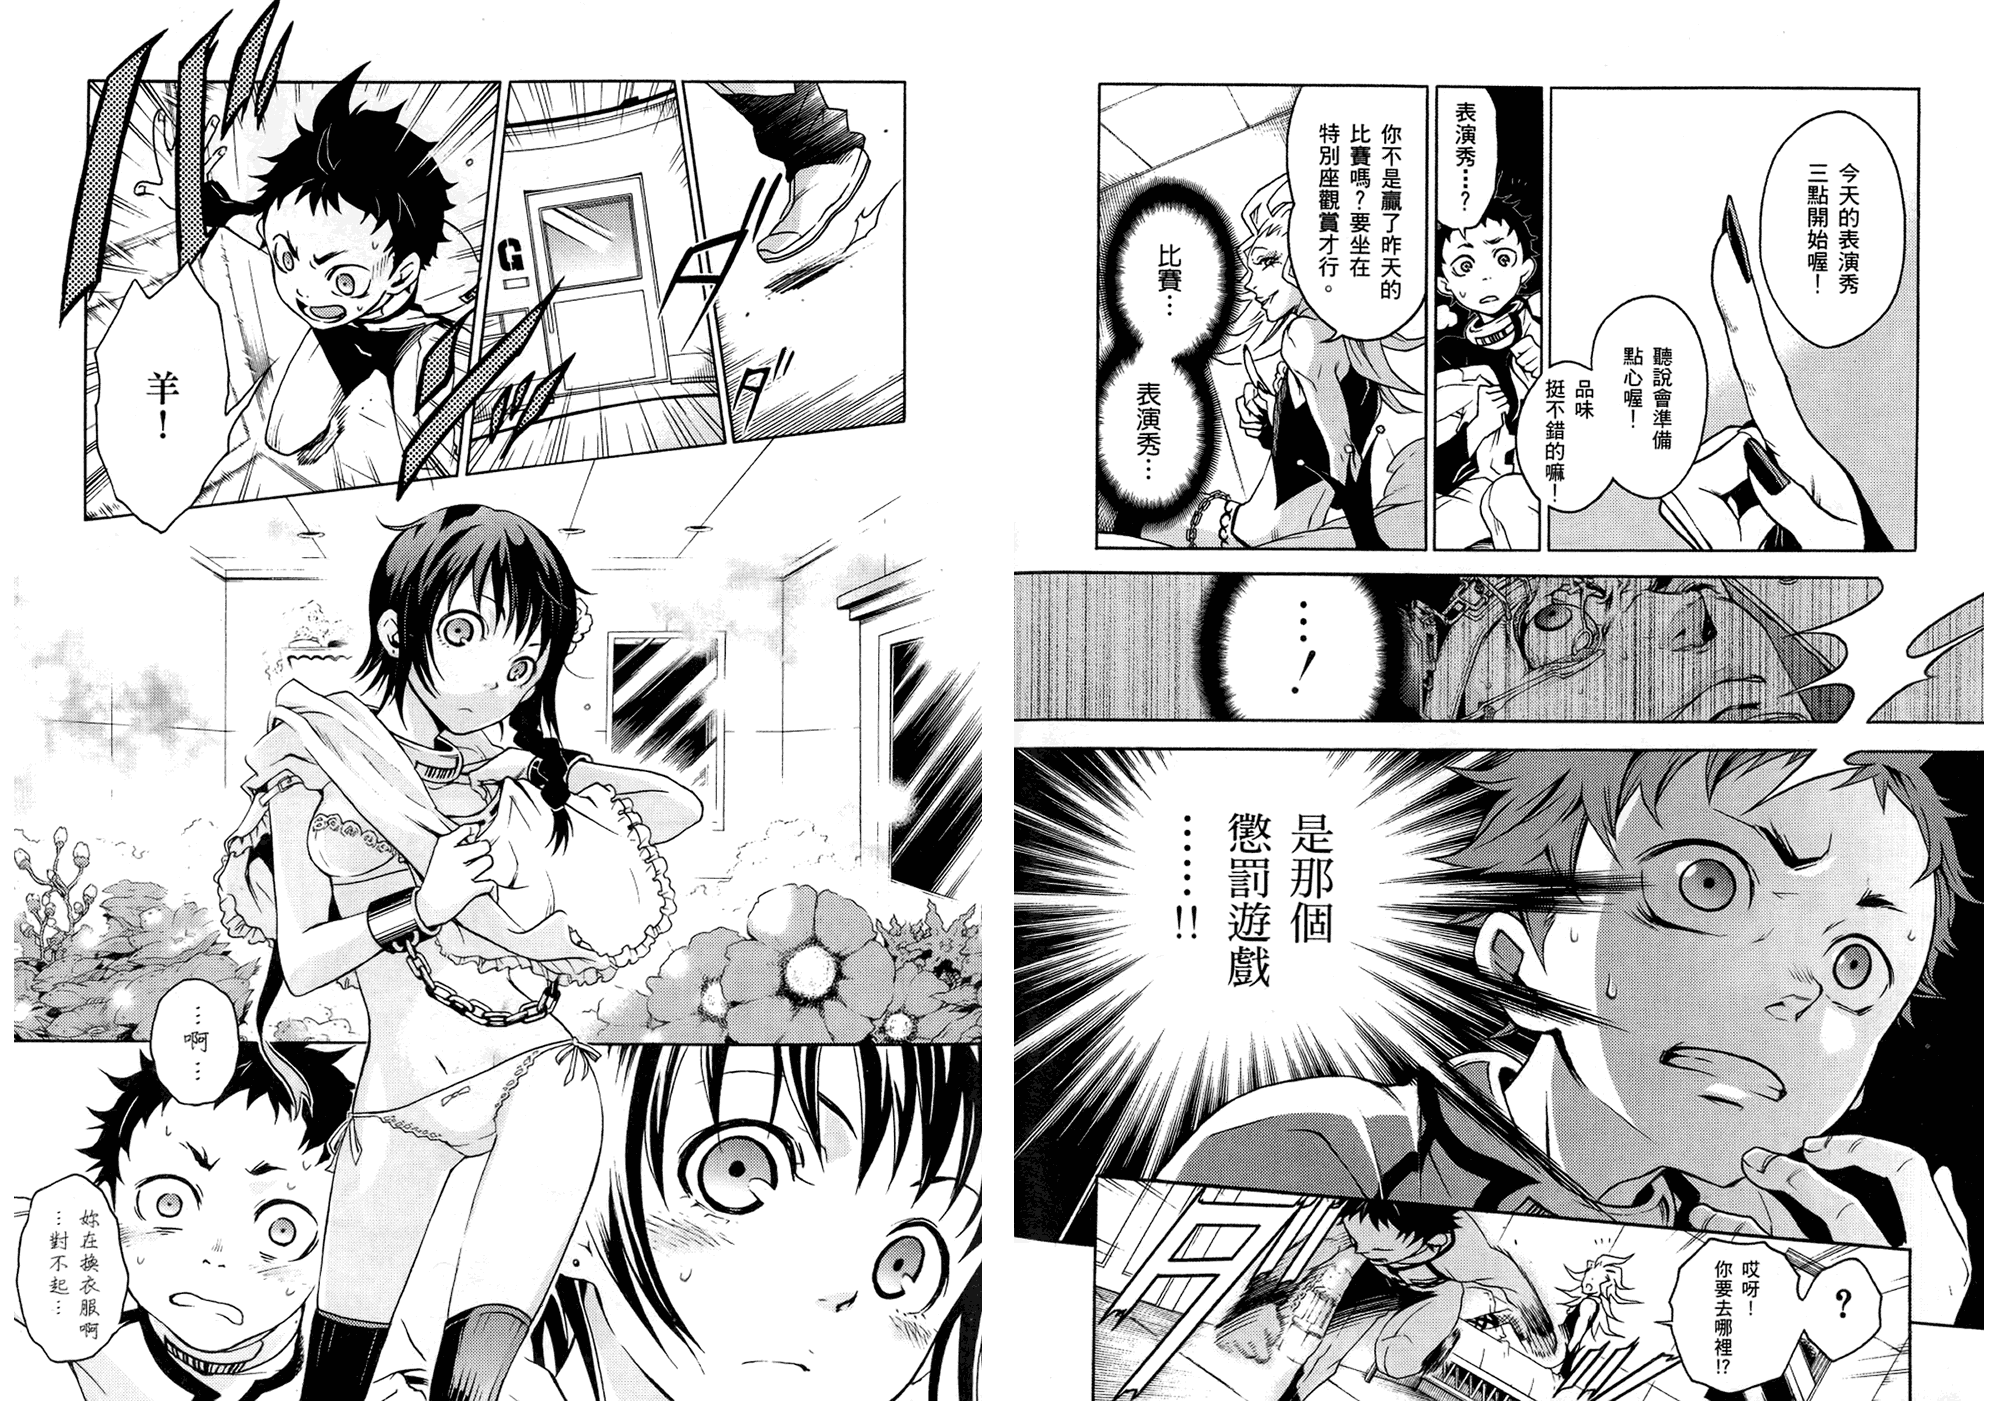 今天的表演秀
三點開始喔！
聽說會準備
點心喔！
品味
挺不錯的嘛！
表演秀…？
你不是贏了昨天的
比賽嗎？要坐在
特別座觀賞才行。
比賽…
表演秀…
…！
是那個
懲罰遊戲
……!!
？
哎呀！
你要去哪裡!?
ダ
ダ
G
羊！
…啊…
妳在換衣服啊
…對不起…